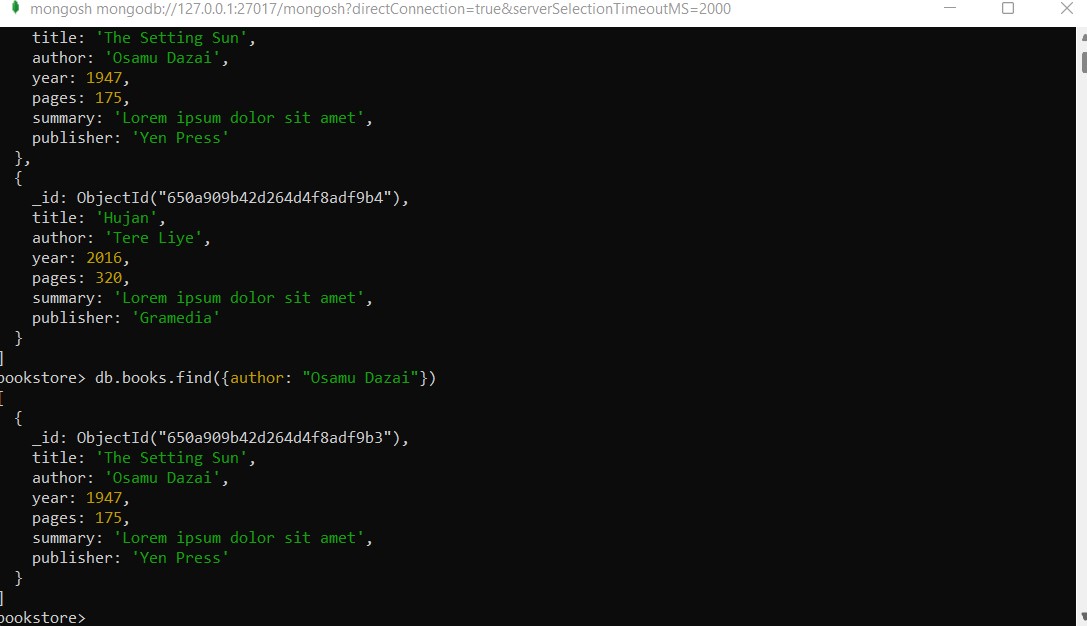 mongosh mongodb://127.0.0.1:27017/mongosh?directConnection=true&serverSelectionTimeoutMS=2000
title: 'The Setting Sun',
author: 'Osamu Dazai',
year: 1947,
pages: 175,
summary: 'Lorem ipsum dolor sit amet',
publisher: 'Yen Press'
},
{
_id: ObjectId("650a909b42d264d4f8adf9b4"),
title: 'Hujan',
author: 'Tere Liye',
year: 2016,
pages: 320,
summary: 'Lorem ipsum dolor sit amet',
publisher: 'Gramedia'
}
]
bookstore> db.books.find({author: "Osamu Dazai"})
[
{
_id: ObjectId("650a909b42d264d4f8adf9b3"),
title: 'The Setting Sun',
author: 'Osamu Dazai',
year: 1947,
pages: 175,
summary: 'Lorem ipsum dolor sit amet',
publisher: 'Yen Press'
}
]
bookstore>